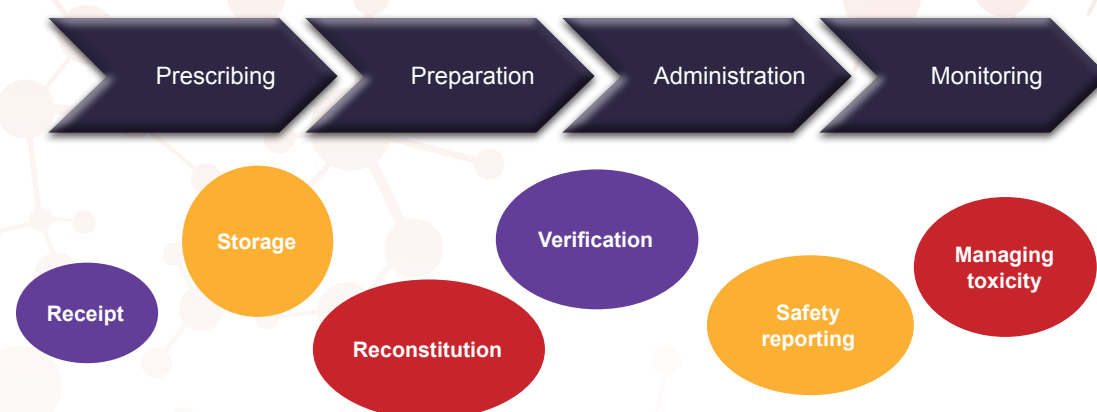 Prescribing
Preparation
Administration
Monitoring
Storage
Verification
Managing
toxicity
Receipt
Safety
reporting
Reconstitution